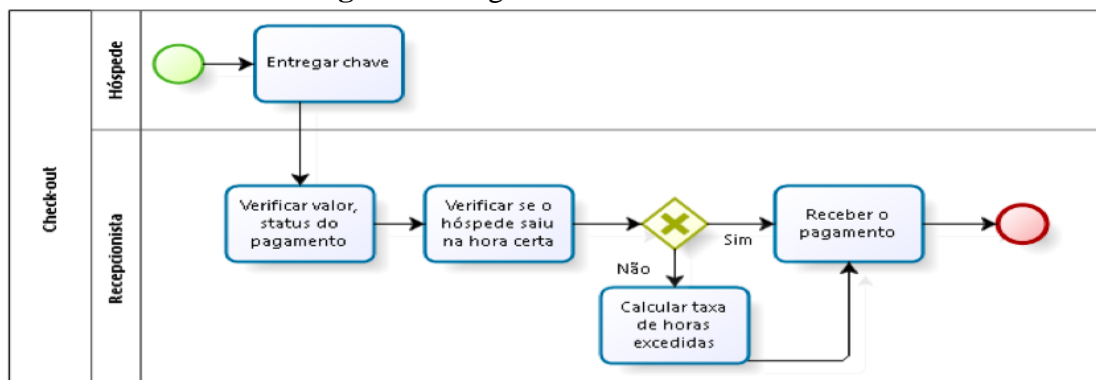 Check-out
Hóspede
Entregar chave
Recepcionista
Verificar valor,
status do
pagamento
Verificar se o
hóspede saiu
na hora certa
Sim
Não
Calcular taxa
de horas
excedidas
Receber o
pagamento